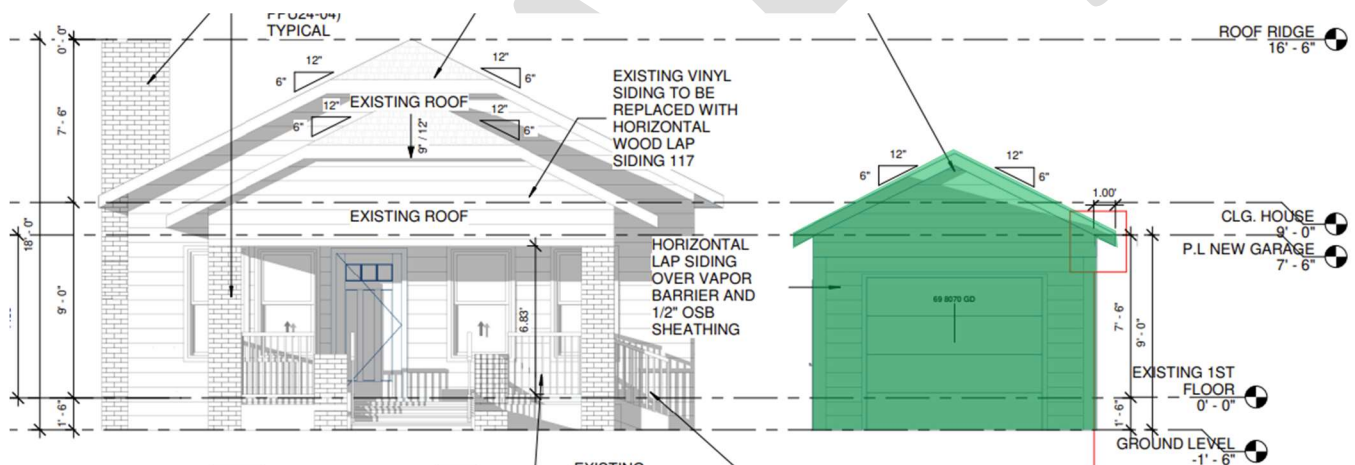 PPU24-04)
TYPICAL
0' - 0"
7' - 6"
18' - 0"
9' - 0"
1' - 6"
12"
6"
12"
6"
EXISTING ROOF
12"
6"
12"
6"
9" / 12"
EXISTING VINYL
SIDING TO BE
REPLACED WITH
HORIZONTAL
WOOD LAP
SIDING 117
EXISTING ROOF
HORIZONTAL
LAP SIDING
OVER VAPOR
BARRIER AND
1/2" OSB
SHEATHING
6.83'
EXISTING
12"
6"
12"
6"
1.00'
7' - 6"
9' - 0"
1' - 6"
ROOF RIDGE
16' - 6"
CLG. HOUSE
9' - 0"
P.L NEW GARAGE
7' - 6"
EXISTING 1ST
FLOOR
0' - 0"
GROUND LEVEL
-1' - 6"